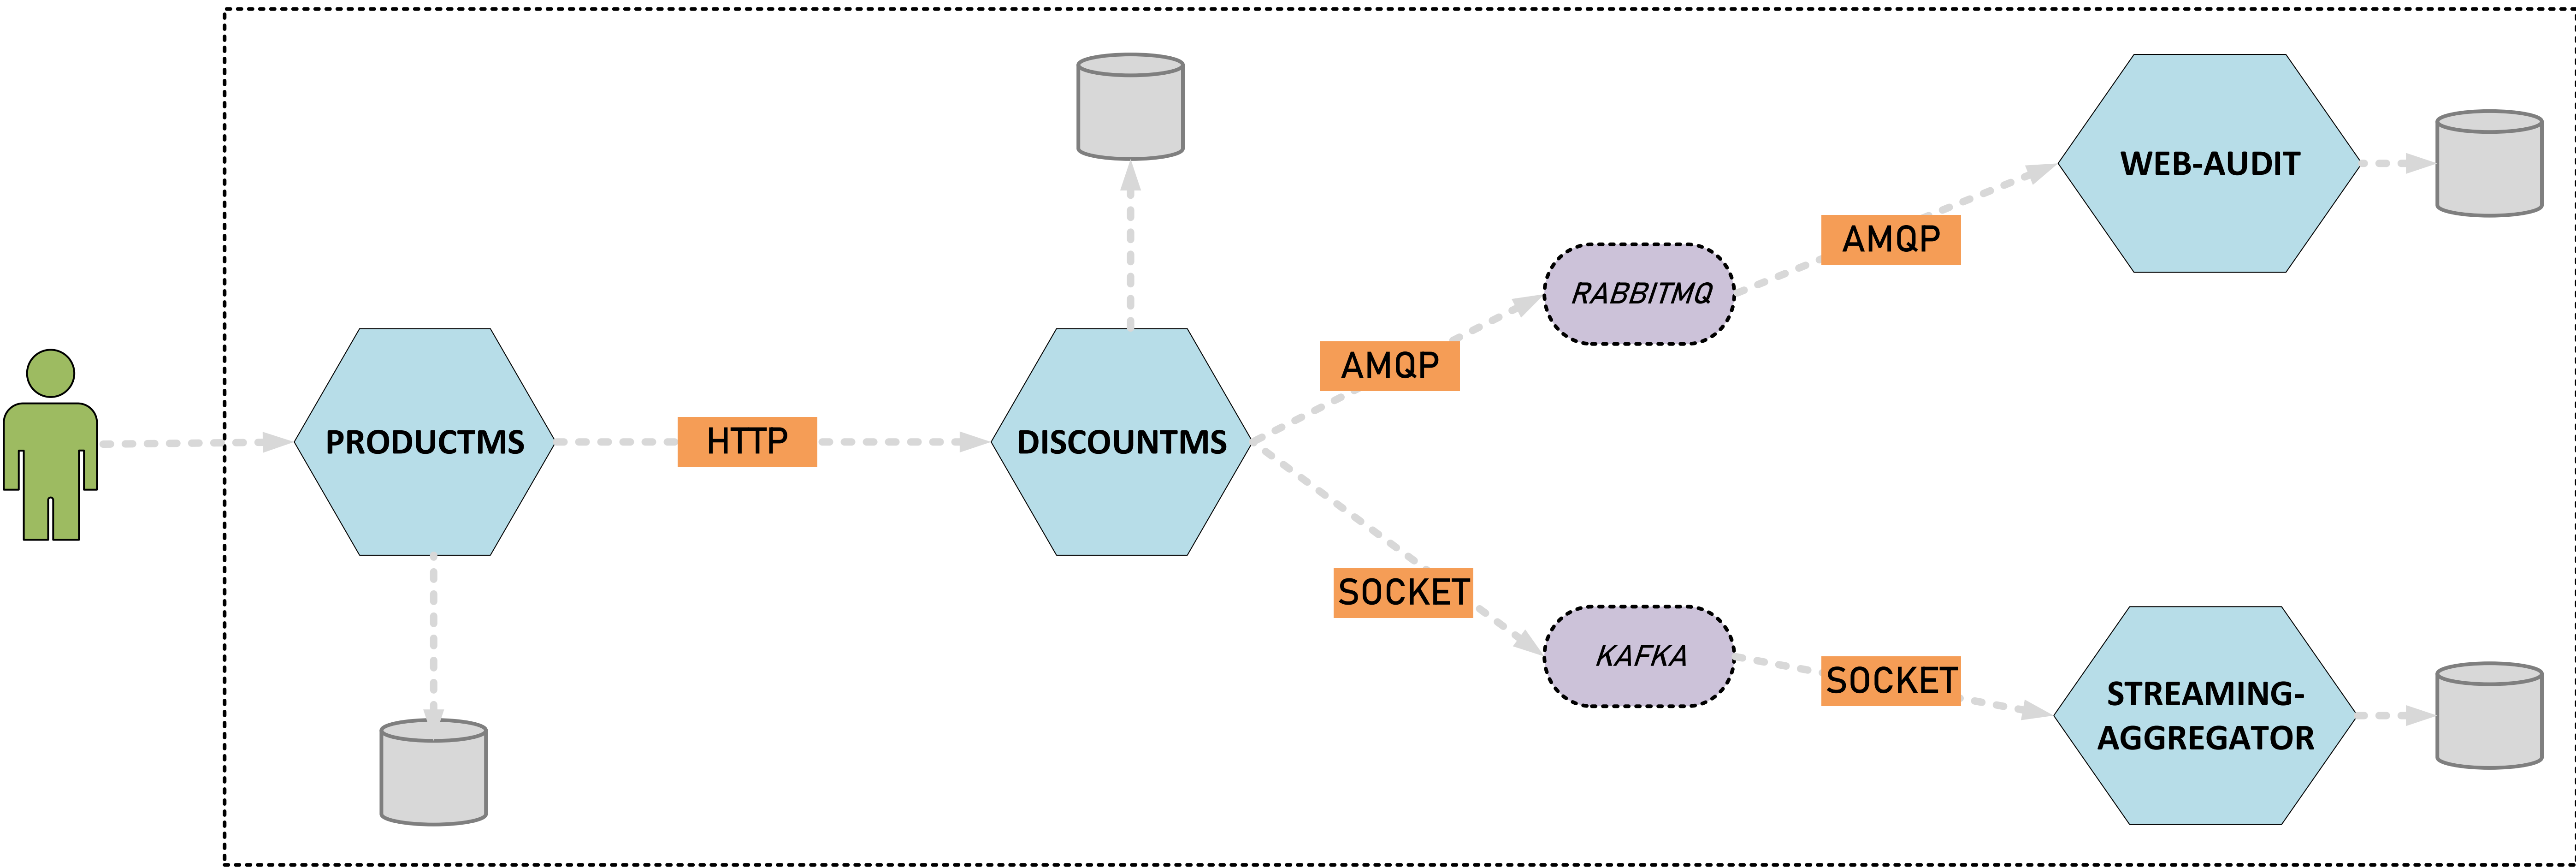 PRODUCTMS
HTTP
DISCOUNTMS
AMQP
RABBITMQ
AMQP
WEB-AUDIT
SOCKET
KAFKA
SOCKET
STREAMING-
AGGREGATOR